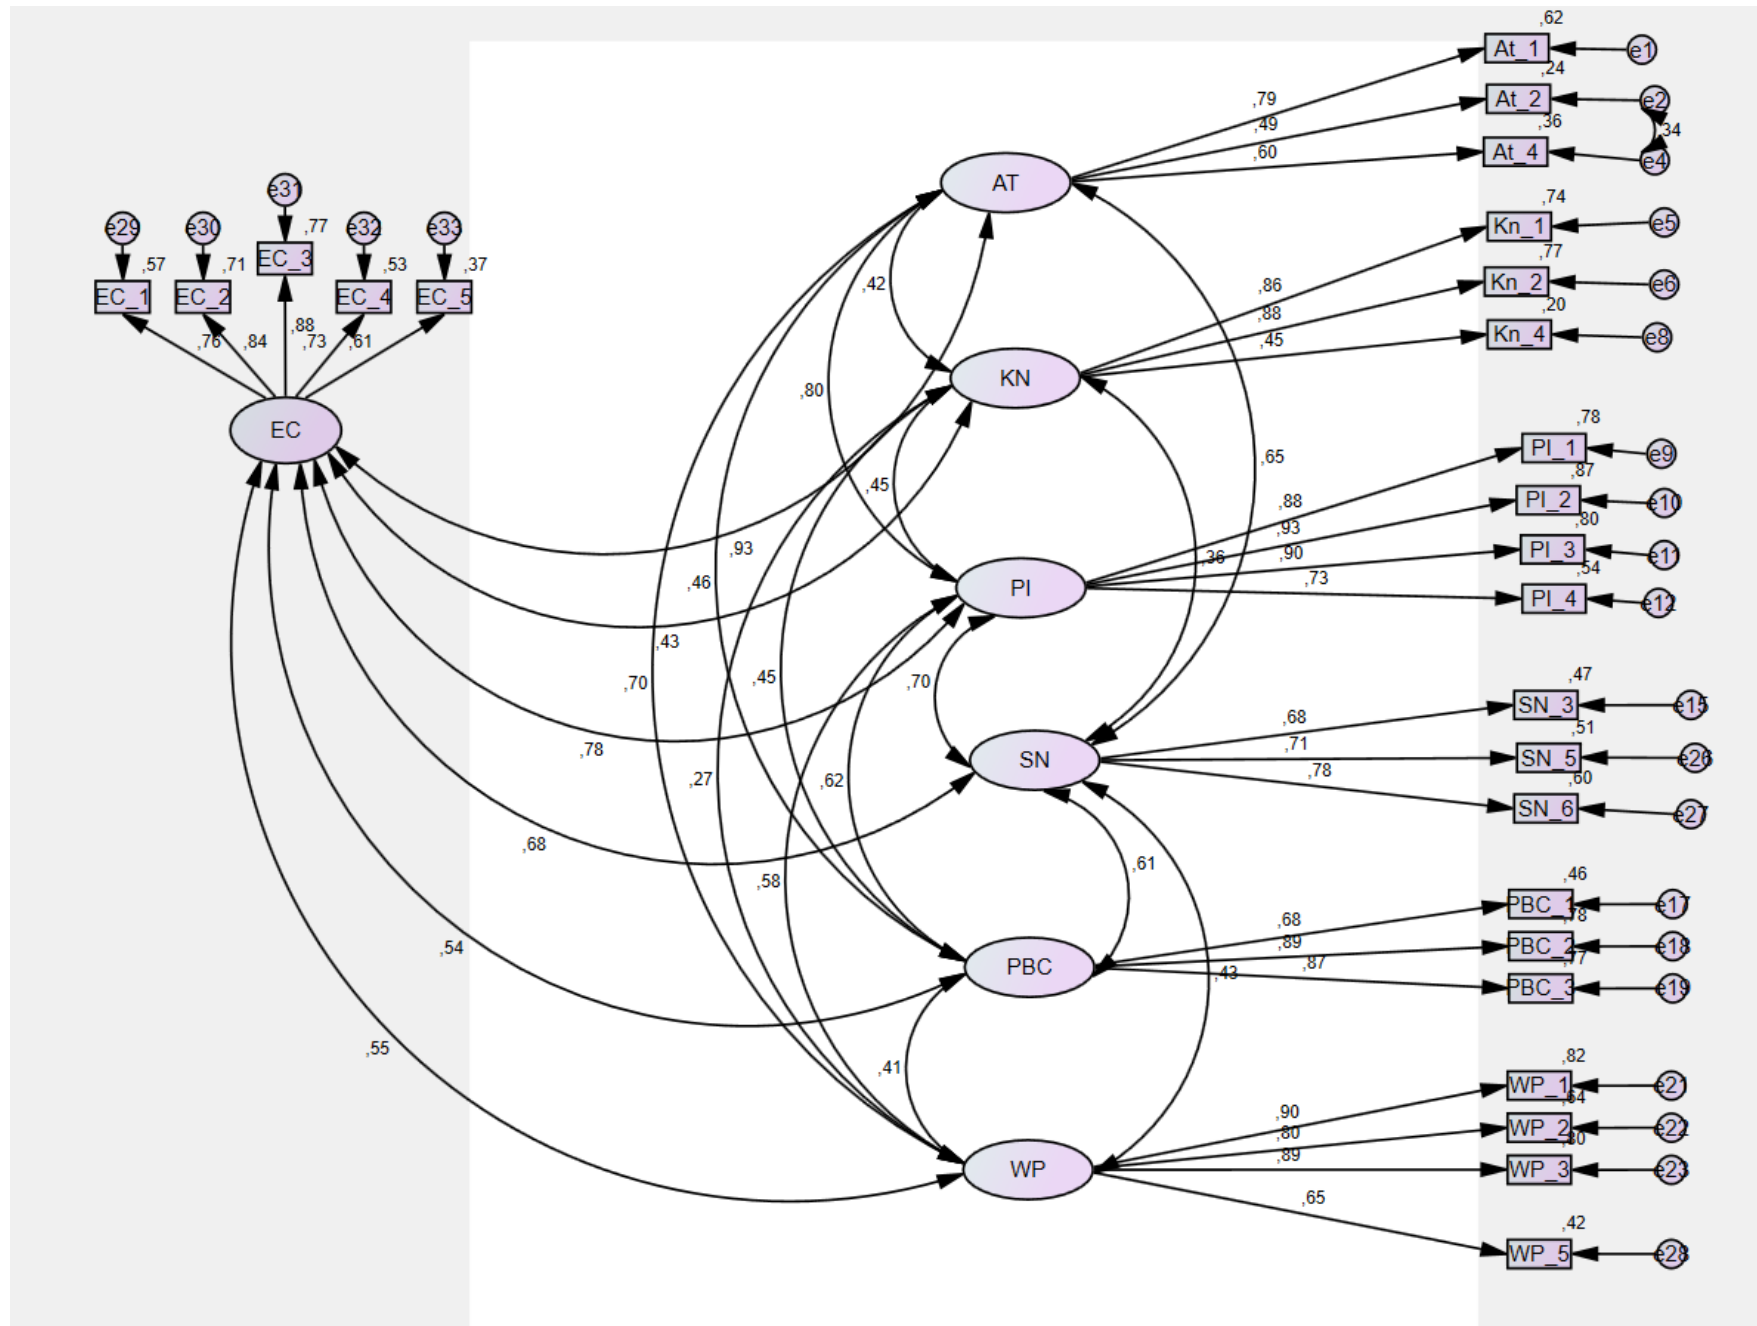 ,62
At_1
e1
,24
,79
At_2
e2
,49
,36
,34
,60
At_4
e4
AT
e31
,74
Kn_1
e5
e29
e30
,77
e32
e33
,77
EC_3
,86
Kn_2
e6
,57
,71
,53
,37
,42
,88
,20
EC_1
EC_2
EC_4
EC_5
,45
Kn_4
e8
,88
,76
,84
,73
,61
KN
,80
,78
EC
PI_1
e9
,65
,87
,45
,88
PI_2
e10
,93
,80
,93
,90
PI_3
e11
,36
,54
,46
,73
PI
PI_4
e12
,43
,70
,45
,70
,47
SN_3
e15
,68
,51
,78
,71
SN_5
e26
SN
,27
,62
,78
,60
SN_6
e27
,68
,58
,61
,46
PBC_1
e17
,68
,78
,54
,89
PBC_2
e18
,87
,77
PBC
,43
PBC_3
e19
,55
,41
,82
WP_1
e21
,90
,64
,80
WP_2
e22
,80
,89
WP
WP_3
e23
,65
,42
WP_5
e28